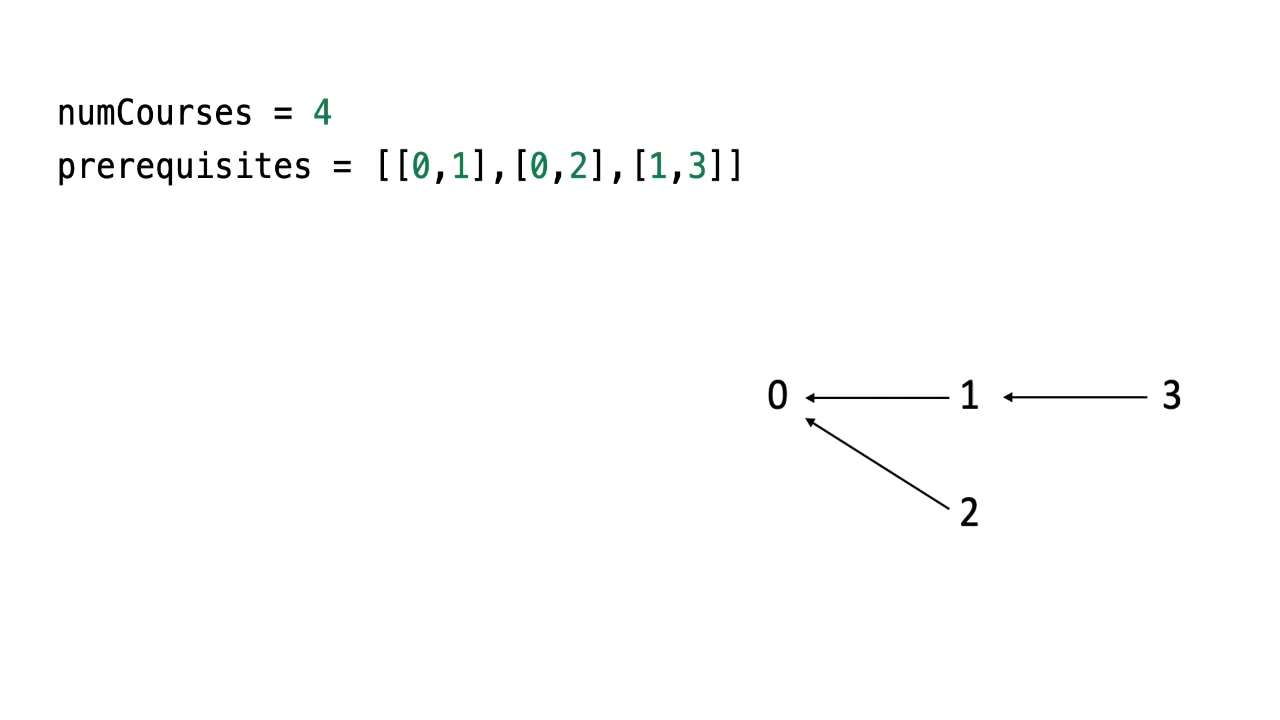 numCourses = 4
prerequisites = [[0,1],[0,2],[1,3]]
0 1 3
2